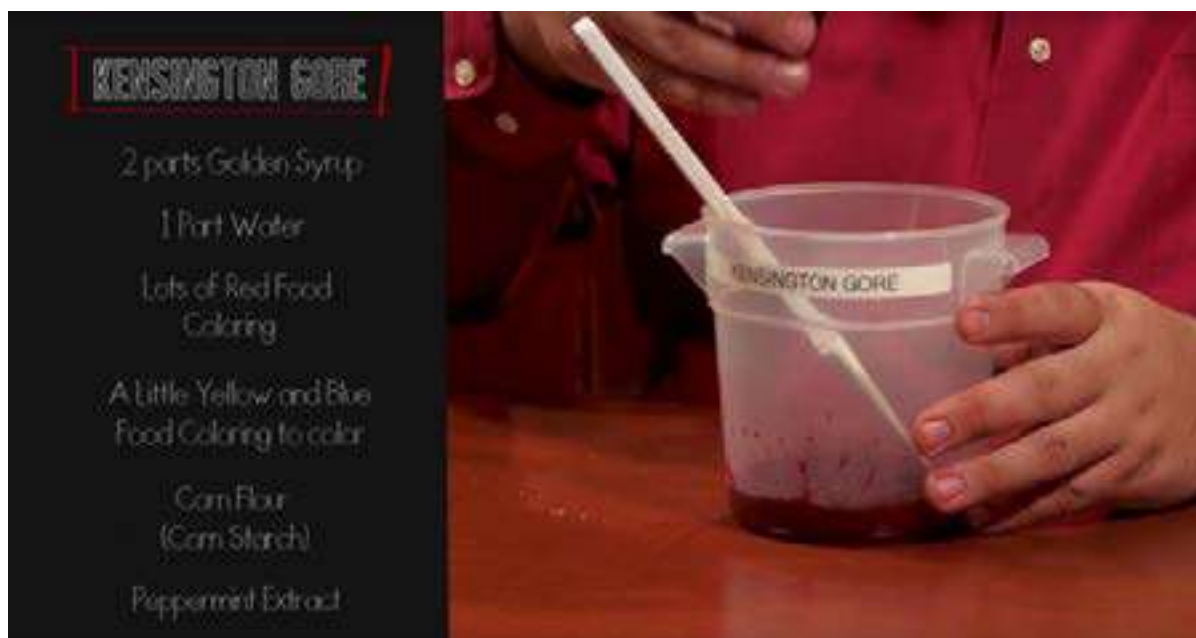 KENSINGTON GORE
2 parts Golden Syrup
1 Part Water
Lots of Red Food
Coloring
A Little Yellow and Blue
Food Coloring to color
Corn Flour
(Corn Starch)
Peppermint Extract
KENSINGTON GORE